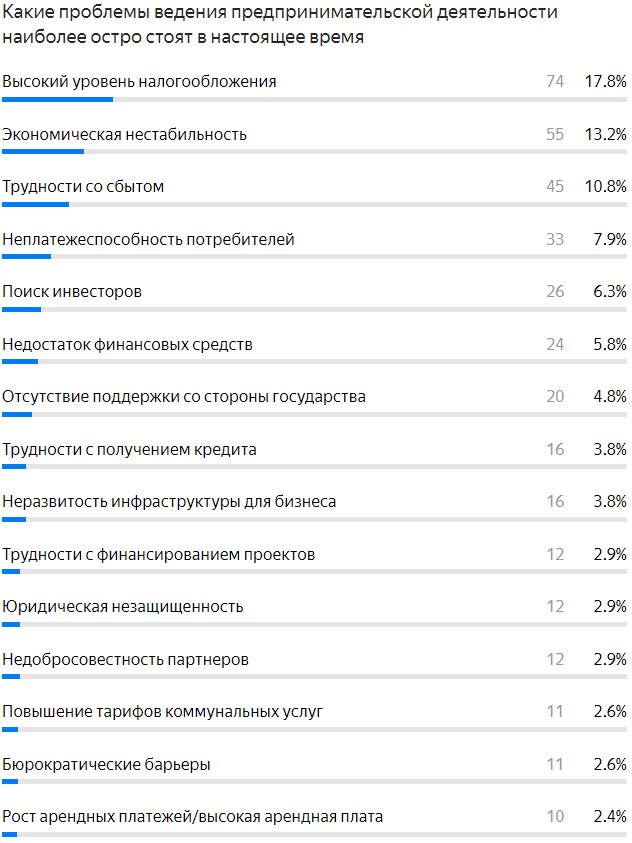 Какие проблемы ведения предпринимательской деятельности
наиболее остро стоят в настоящее время
Высокий уровень налогообложения 74 17.8%
Экономическая нестабильность 55 13.2%
Трудности со сбытом 45 10.8%
Неплатежеспособность потребителей 33 7.9%
Поиск инвесторов 26 6.3%
Недостаток финансовых средств 24 5.8%
Отсутствие поддержки со стороны государства 20 4.8%
Трудности с получением кредита 16 3.8%
Неразвитость инфраструктуры для бизнеса 16 3.8%
Трудности с финансированием проектов 12 2.9%
Юридическая незащищенность 12 2.9%
Недобросовестность партнеров 12 2.9%
Повышение тарифов коммунальных услуг 11 2.6%
Бюрократические барьеры 11 2.6%
Рост арендных платежей/высокая арендная плата 10 2.4%